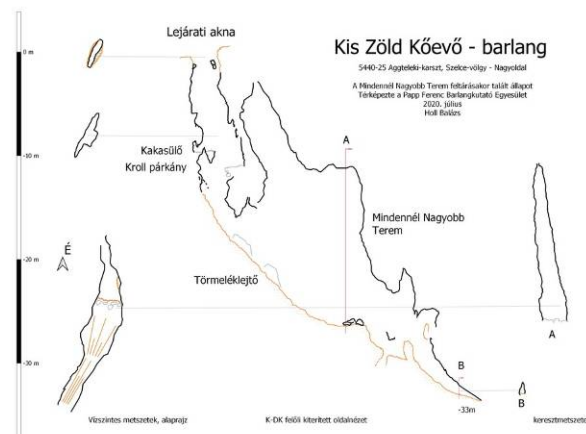 Kis Zöld Kőevő - barlang
5440-25 Aggteleki-karszt, Szelce-völgy - Nagyoldal
A Mindennél Nagyobb Terem feltárásakor talált állapot
Térképezte a Papp Ferenc Barlangkutató Egyesület
2020. július
Holl Balázs
Lejárati akna
0 m
Kakasülő
Kroll párkány
-10 m
A
Mindennél Nagyobb
Terem
-20 m
É
Törmeléklejtő
A
-30 m
B
B
-33m
Vízszintes metszetek, alaprajz
K-DK felőli kiterített oldalnézet
keresztmetszete